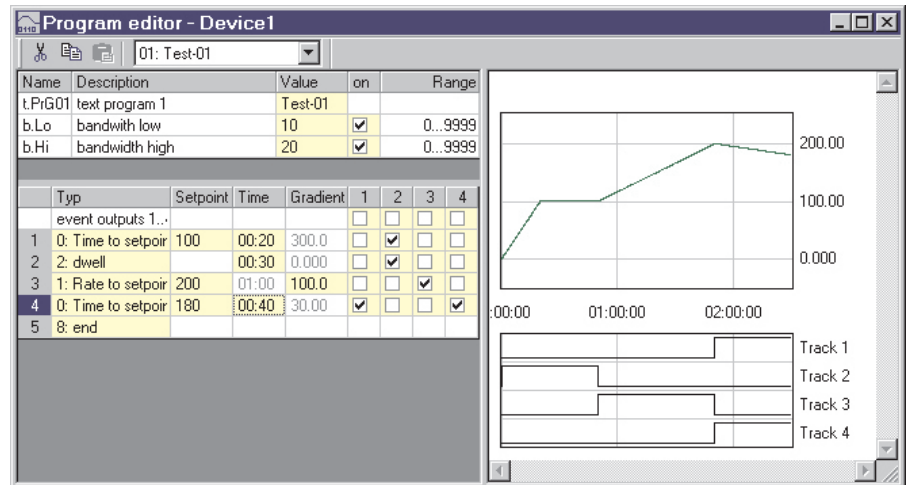 Program editor - Device1
01: Test-01
Name Description Value on Range
t.PrG01 text program 1 Test-01
b.Lo bandwith low 10 0...9999
b.Hi bandwidth high 20 0...9999
Typ Setpoint Time Gradient 1 2 3 4
event outputs 1..
1 0: Time to setpoir 100 00:20 300.0
2 2: dwell 00:30 0.000
3 1: Rate to setpoir 200 01:00 100.0
4 0: Time to setpoir 180 00:40 30.00
5 8: end
200.00
100.00
0.000
:00:00 01:00:00 02:00:00
Track 1
Track 2
Track 3
Track 4